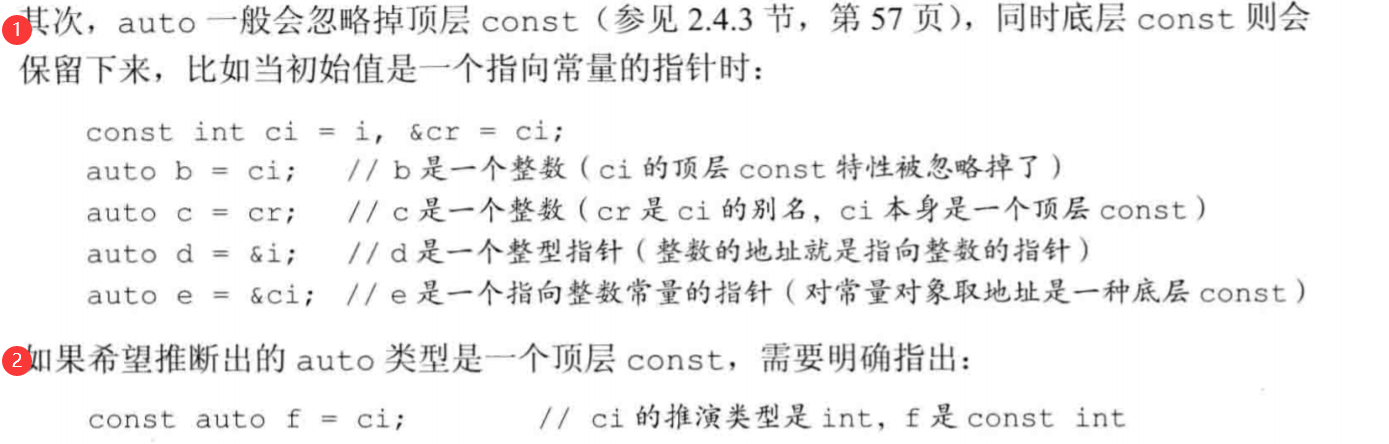 1 其次，auto 一般会忽略掉顶层 const（参见 2.4.3 节，第 57 页），同时底层 const 则会
保留下来，比如当初始值是一个指向常量的指针时：
const int ci = i, &cr = ci;
auto b = ci; // b 是一个整数（ci 的顶层 const 特性被忽略掉了）
auto c = cr; // c 是一个整数（cr 是 ci 的别名，ci 本身是一个顶层 const）
auto d = &i; // d 是一个整型指针（整数的地址就是指向整数的指针）
auto e = &ci; // e 是一个指向整数常量的指针（对常量对象取地址是一种底层 const）
2 如果希望推断出的 auto 类型是一个顶层 const，需要明确指出：
const auto f = ci; // ci 的推演类型是 int，f 是 const int